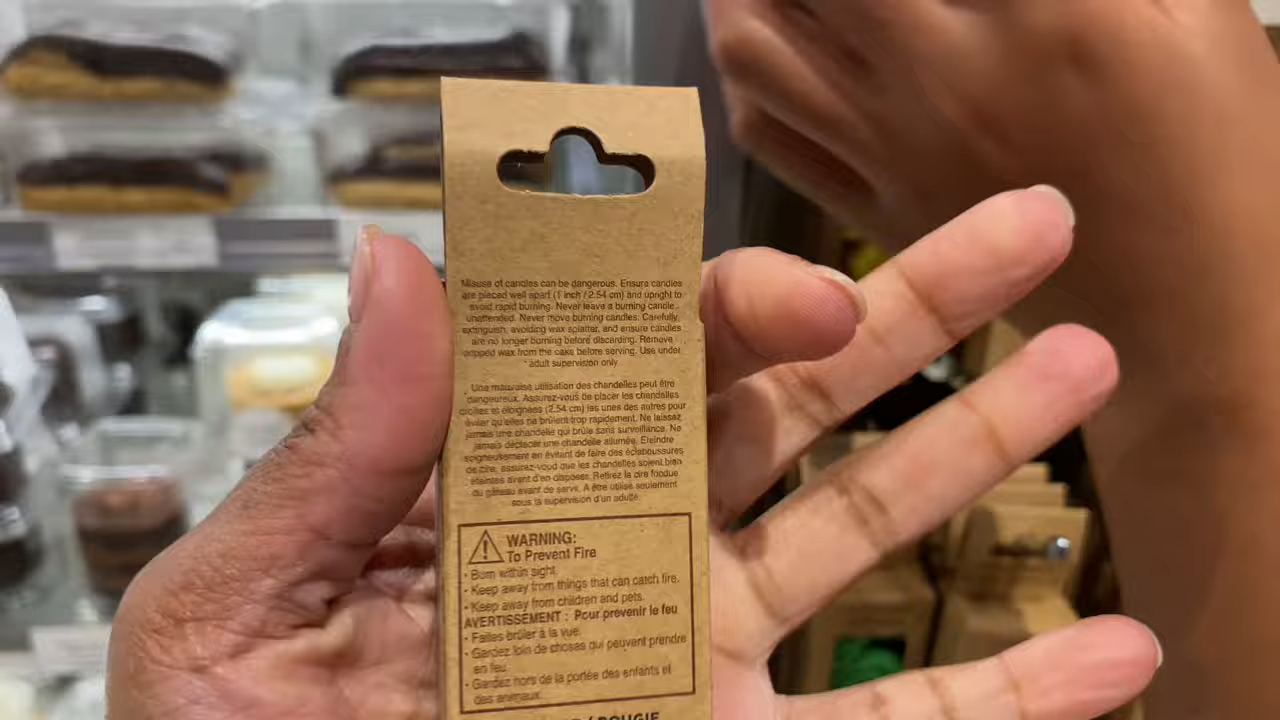 Misuse of candles can be dangerous. Ensure candles
are placed well apart (1 inch / 2.54 cm) and upright to
avoid rapid burning. Never leave a burning candle
unattended. Never move burning candles. Carefully
extinguish, avoiding wax splatter, and ensure candles
are no longer burning before discarding. Remove
dripped wax from the cake before serving. Use under
adult supervision only.
Une mauvaise utilisation des chandelles peut être
dangeureux. Assurez-vous de placer les chandelles
droites et éloignées (2.54 cm) les unes des autres pour
éviter qu'elles ne brûlent trop rapidement. Ne laissez
jamais une chandelle qui brûle sans surveillance. Ne
jamais déplacer une chandelle allumée. Éteindre
soigneusement en évitant de faire des éclaboussures
de cire, assurez-voud que les chandelles soient bien
éteintes avant d'en disposer. Retirez la cire fondue
du gâteau avant de servir. À être utilisé seulement
sous la supervision d'un adulte.
WARNING:
To Prevent Fire
• Burn within sight.
• Keep away from things that can catch fire.
• Keep away from children and pets.
AVERTISSEMENT : Pour prévenir le feu
• Faites brûler à la vue.
• Gardez loin de choses qui peuvent prendre
en feu.
• Gardez hors de la portée des enfants et
des animaux.
/ BOUGIE